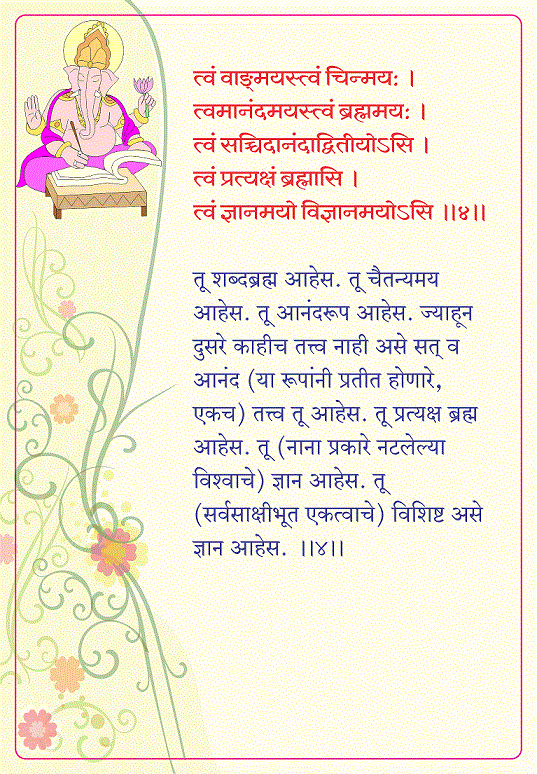 त्वं वाङ्मयस्त्वं चिन्मयः ।
त्वमानंदमयस्त्वं ब्रह्ममयः ।
त्वं सच्चिदानंदाद्वितीयोऽसि ।
त्वं प्रत्यक्षं ब्रह्मासि ।
त्वं ज्ञानमयो विज्ञानमयोऽसि ।।४।।
तू शब्दब्रह्म आहेस. तू चैतन्यमय
आहेस. तू आनंदरूप आहेस. ज्याहून
दुसरे काहीच तत्त्व नाही असे सत् व
आनंद (या रूपांनी प्रतीत होणारे,
एकच) तत्त्व तू आहेस. तू प्रत्यक्ष ब्रह्म
आहेस. तू (नाना प्रकारे नटलेल्या
विश्वाचे) ज्ञान आहेस. तू
(सर्वसाक्षीभूत एकत्वाचे) विशिष्ट असे
ज्ञान आहेस. ।।४।।